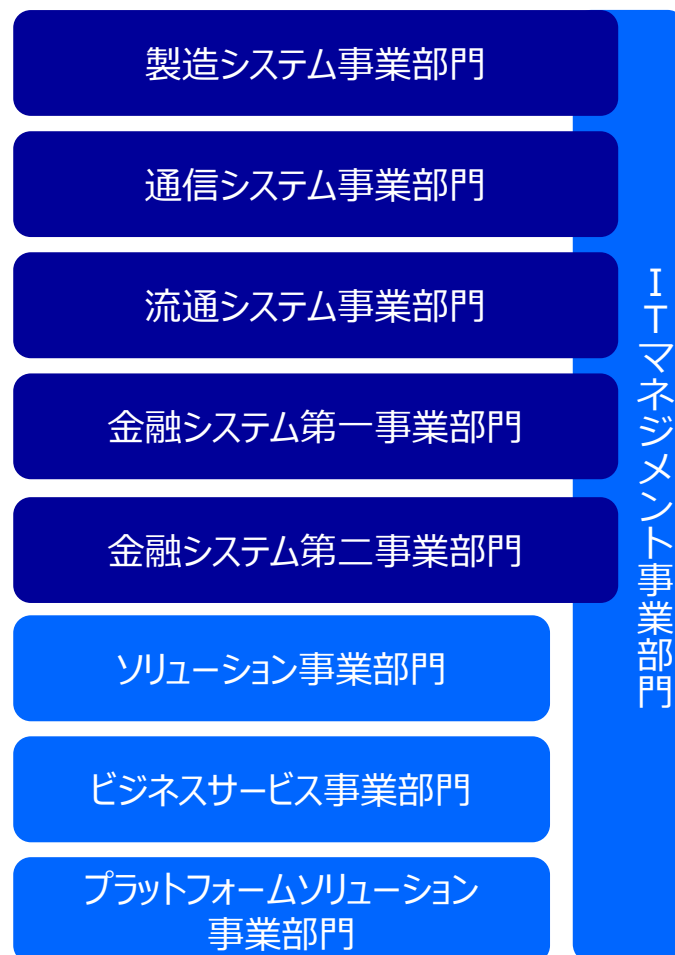 製造システム事業部門
通信システム事業部門
流通システム事業部門
金融システム第一事業部門
金融システム第二事業部門
ソリューション事業部門
ビジネスサービス事業部門
プラットフォームソリューション
事業部門
ITマネジメント事業部門